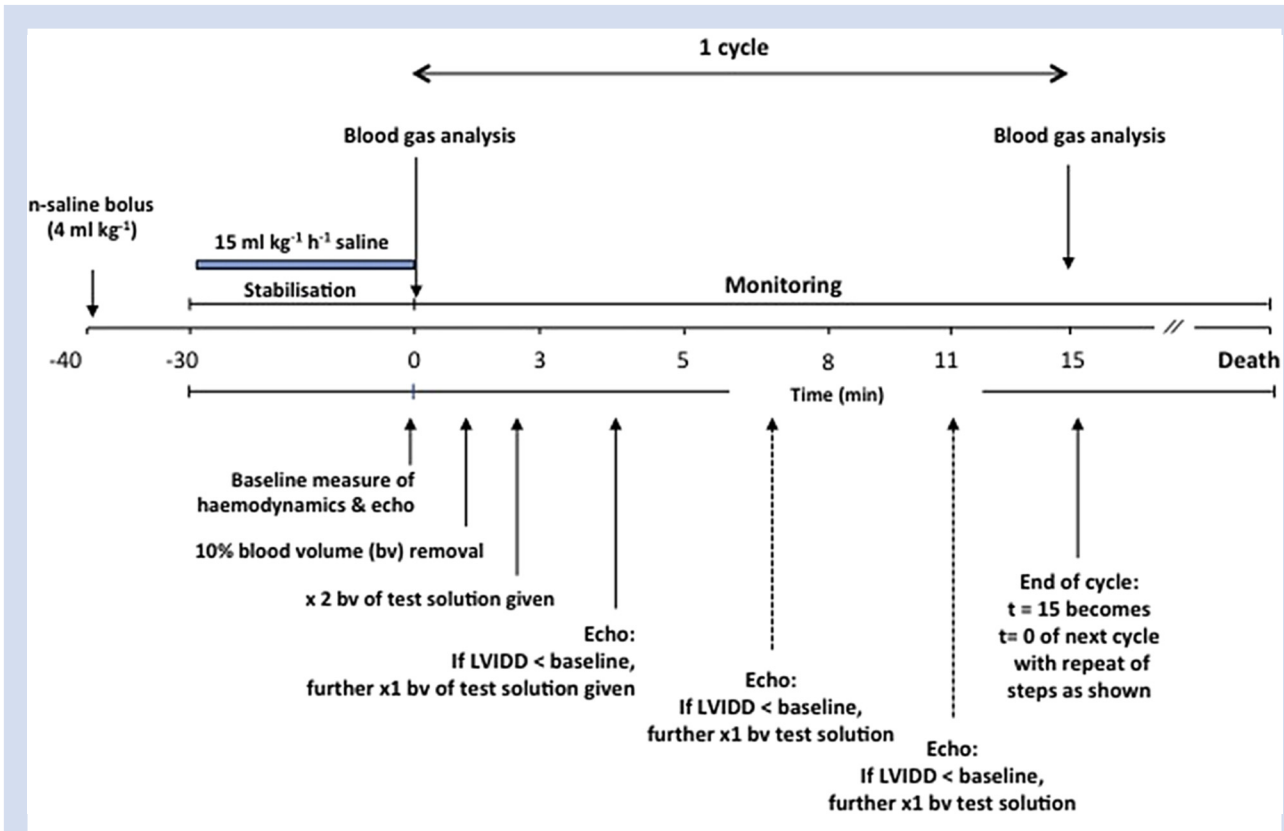 1 cycle
Blood gas analysis
Blood gas analysis
n-saline bolus
(4 ml kg⁻¹)
15 ml kg⁻¹ h⁻¹ saline
Stabilisation
Monitoring
-40 -30 0 3 5 8 11 15 Death
Time (min)
Baseline measure of
haemodynamics & echo
10% blood volume (bv) removal
x 2 bv of test solution given
Echo:
If LVIDD < baseline,
further x1 bv of test solution given
Echo:
If LVIDD < baseline,
further x1 bv test solution
Echo:
If LVIDD < baseline,
further x1 bv test solution
End of cycle:
t = 15 becomes
t= 0 of next cycle
with repeat of
steps as shown